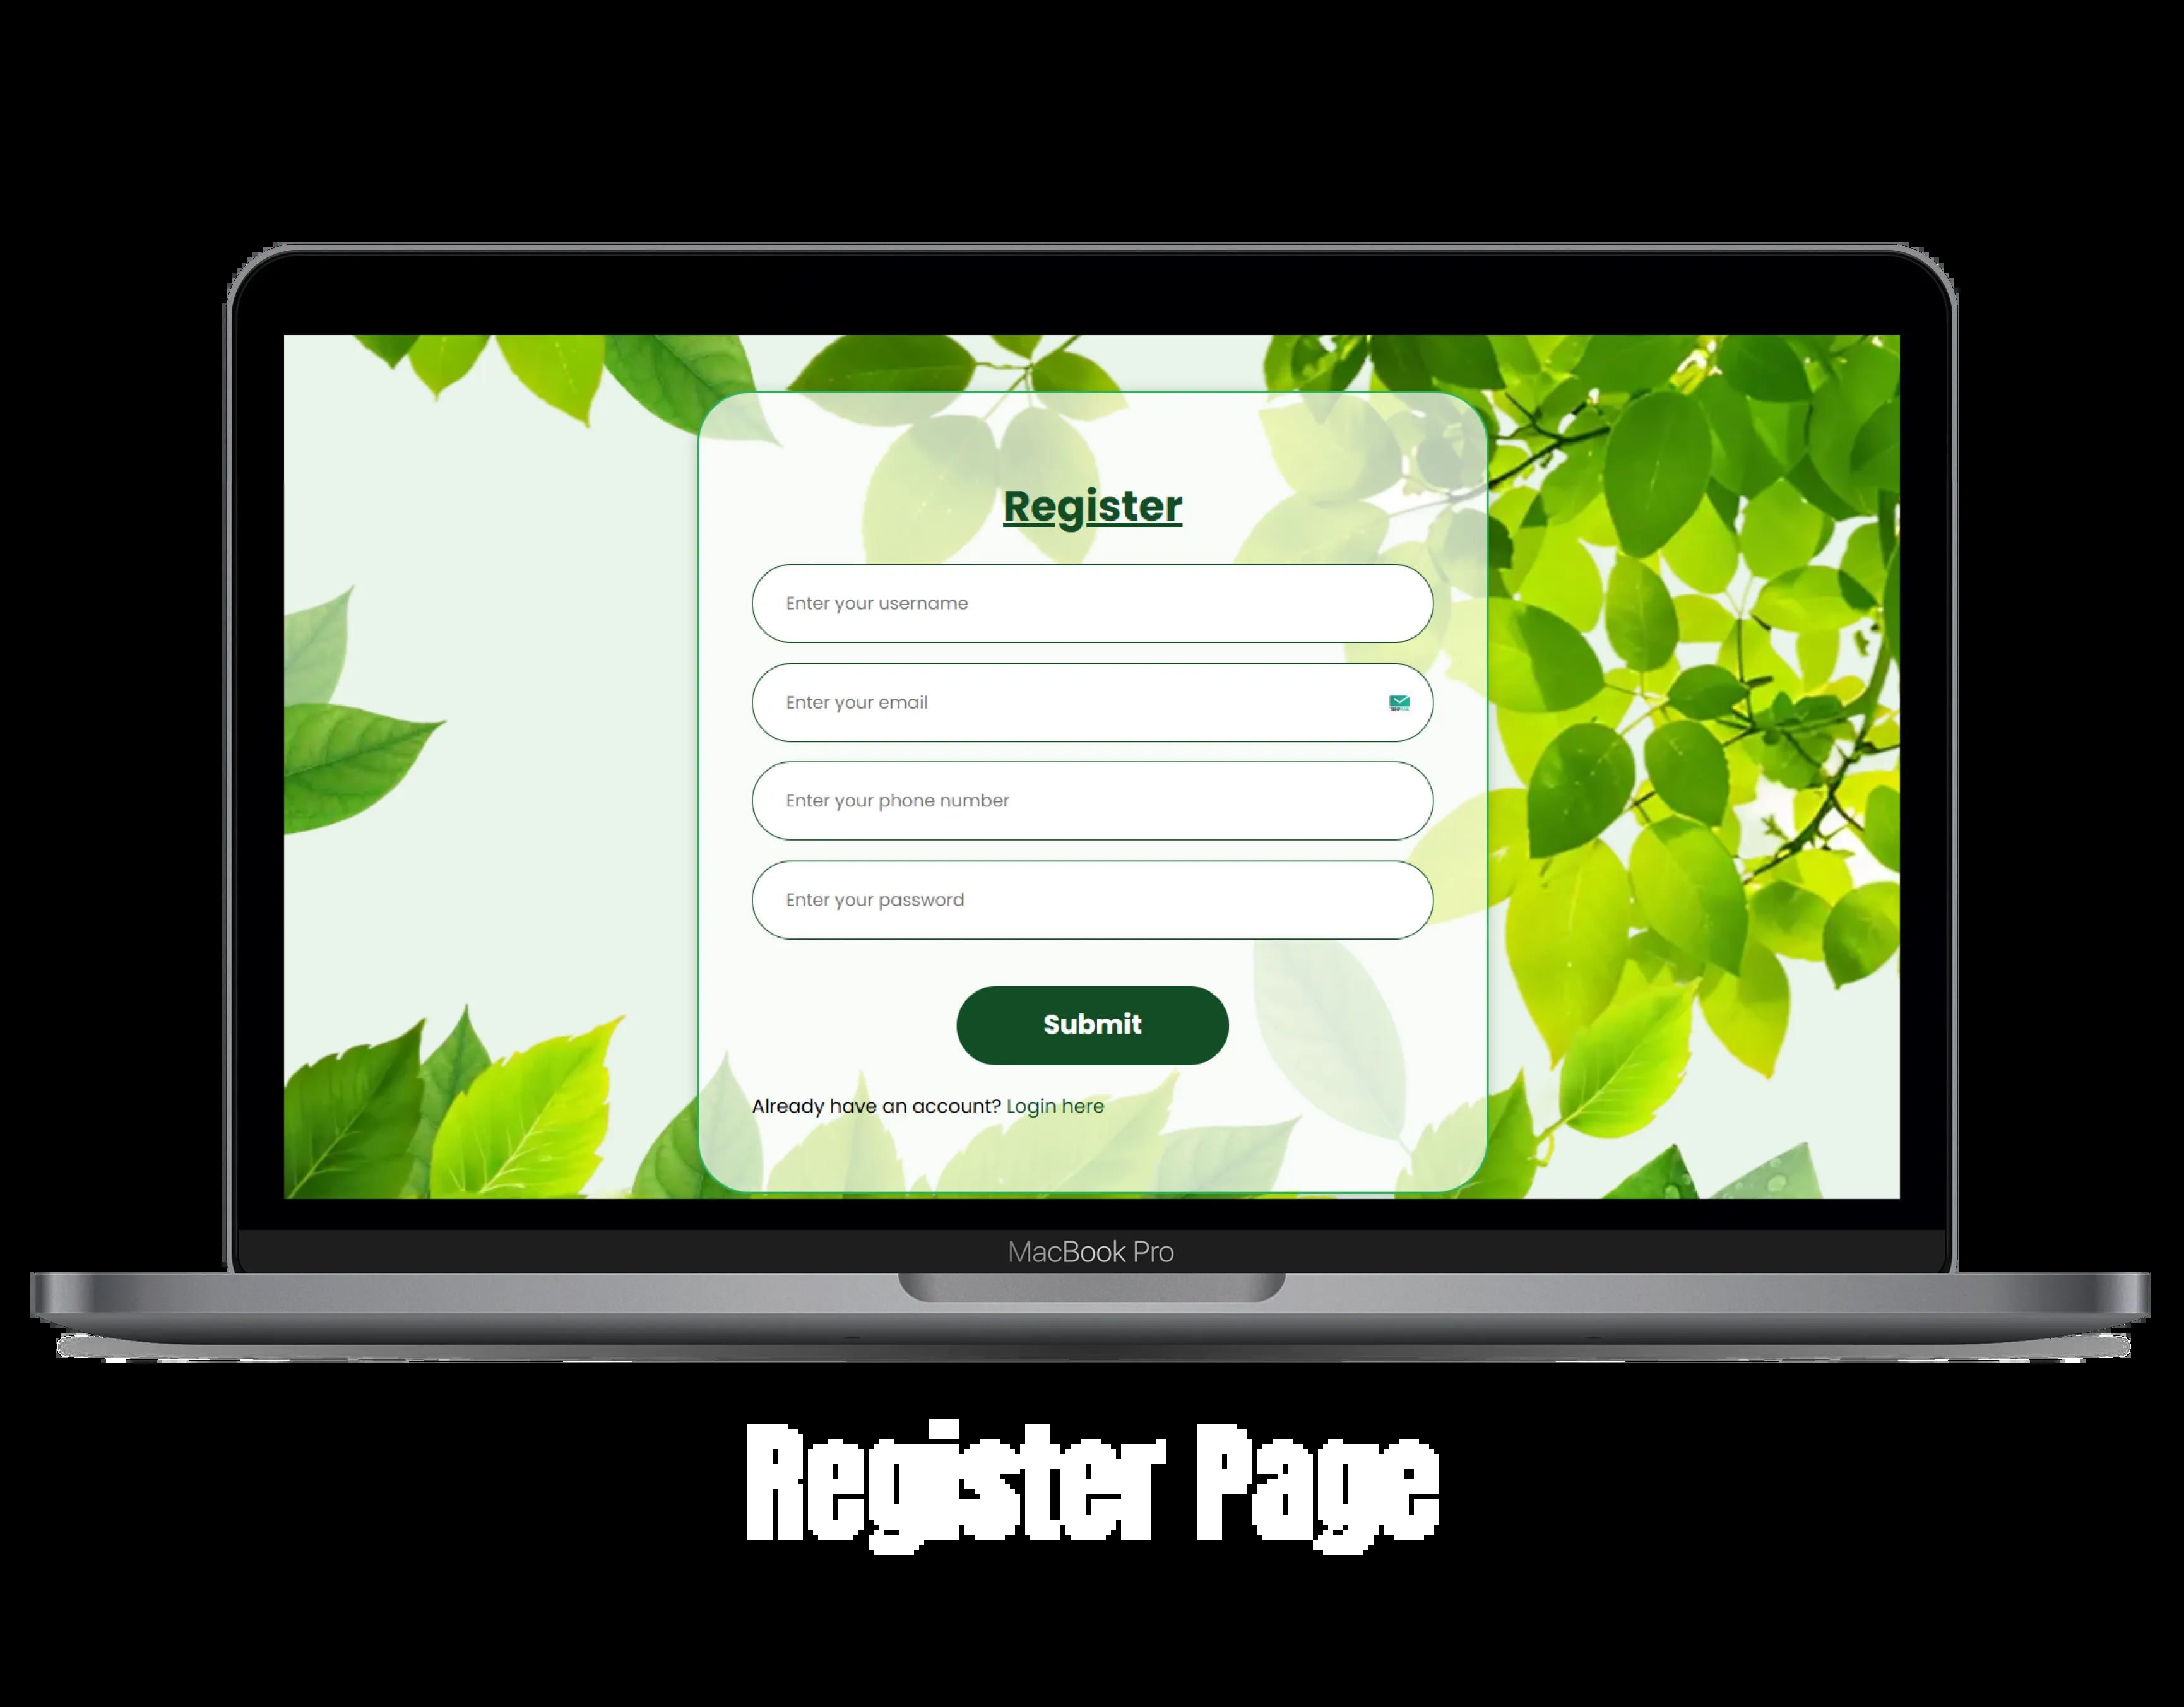 Register
Enter your username
Enter your email
Enter your phone number
Enter your password
Submit
Already have an account? Login here
MacBook Pro
Register Page